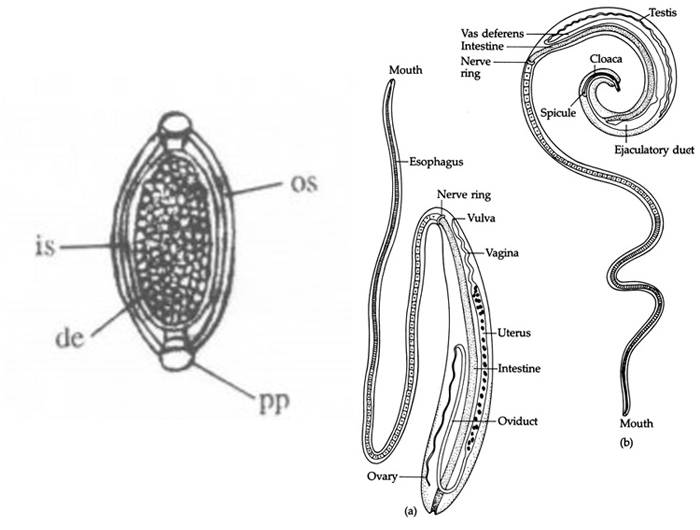 os
is
de
pp
Mouth
Esophagus
Nerve ring
Vulva
Vagina
Uterus
Intestine
Oviduct
Ovary
(a)
Testis
Vas deferens
Intestine
Nerve
ring
Cloaca
Spicule
Ejaculatory duct
Mouth
(b)